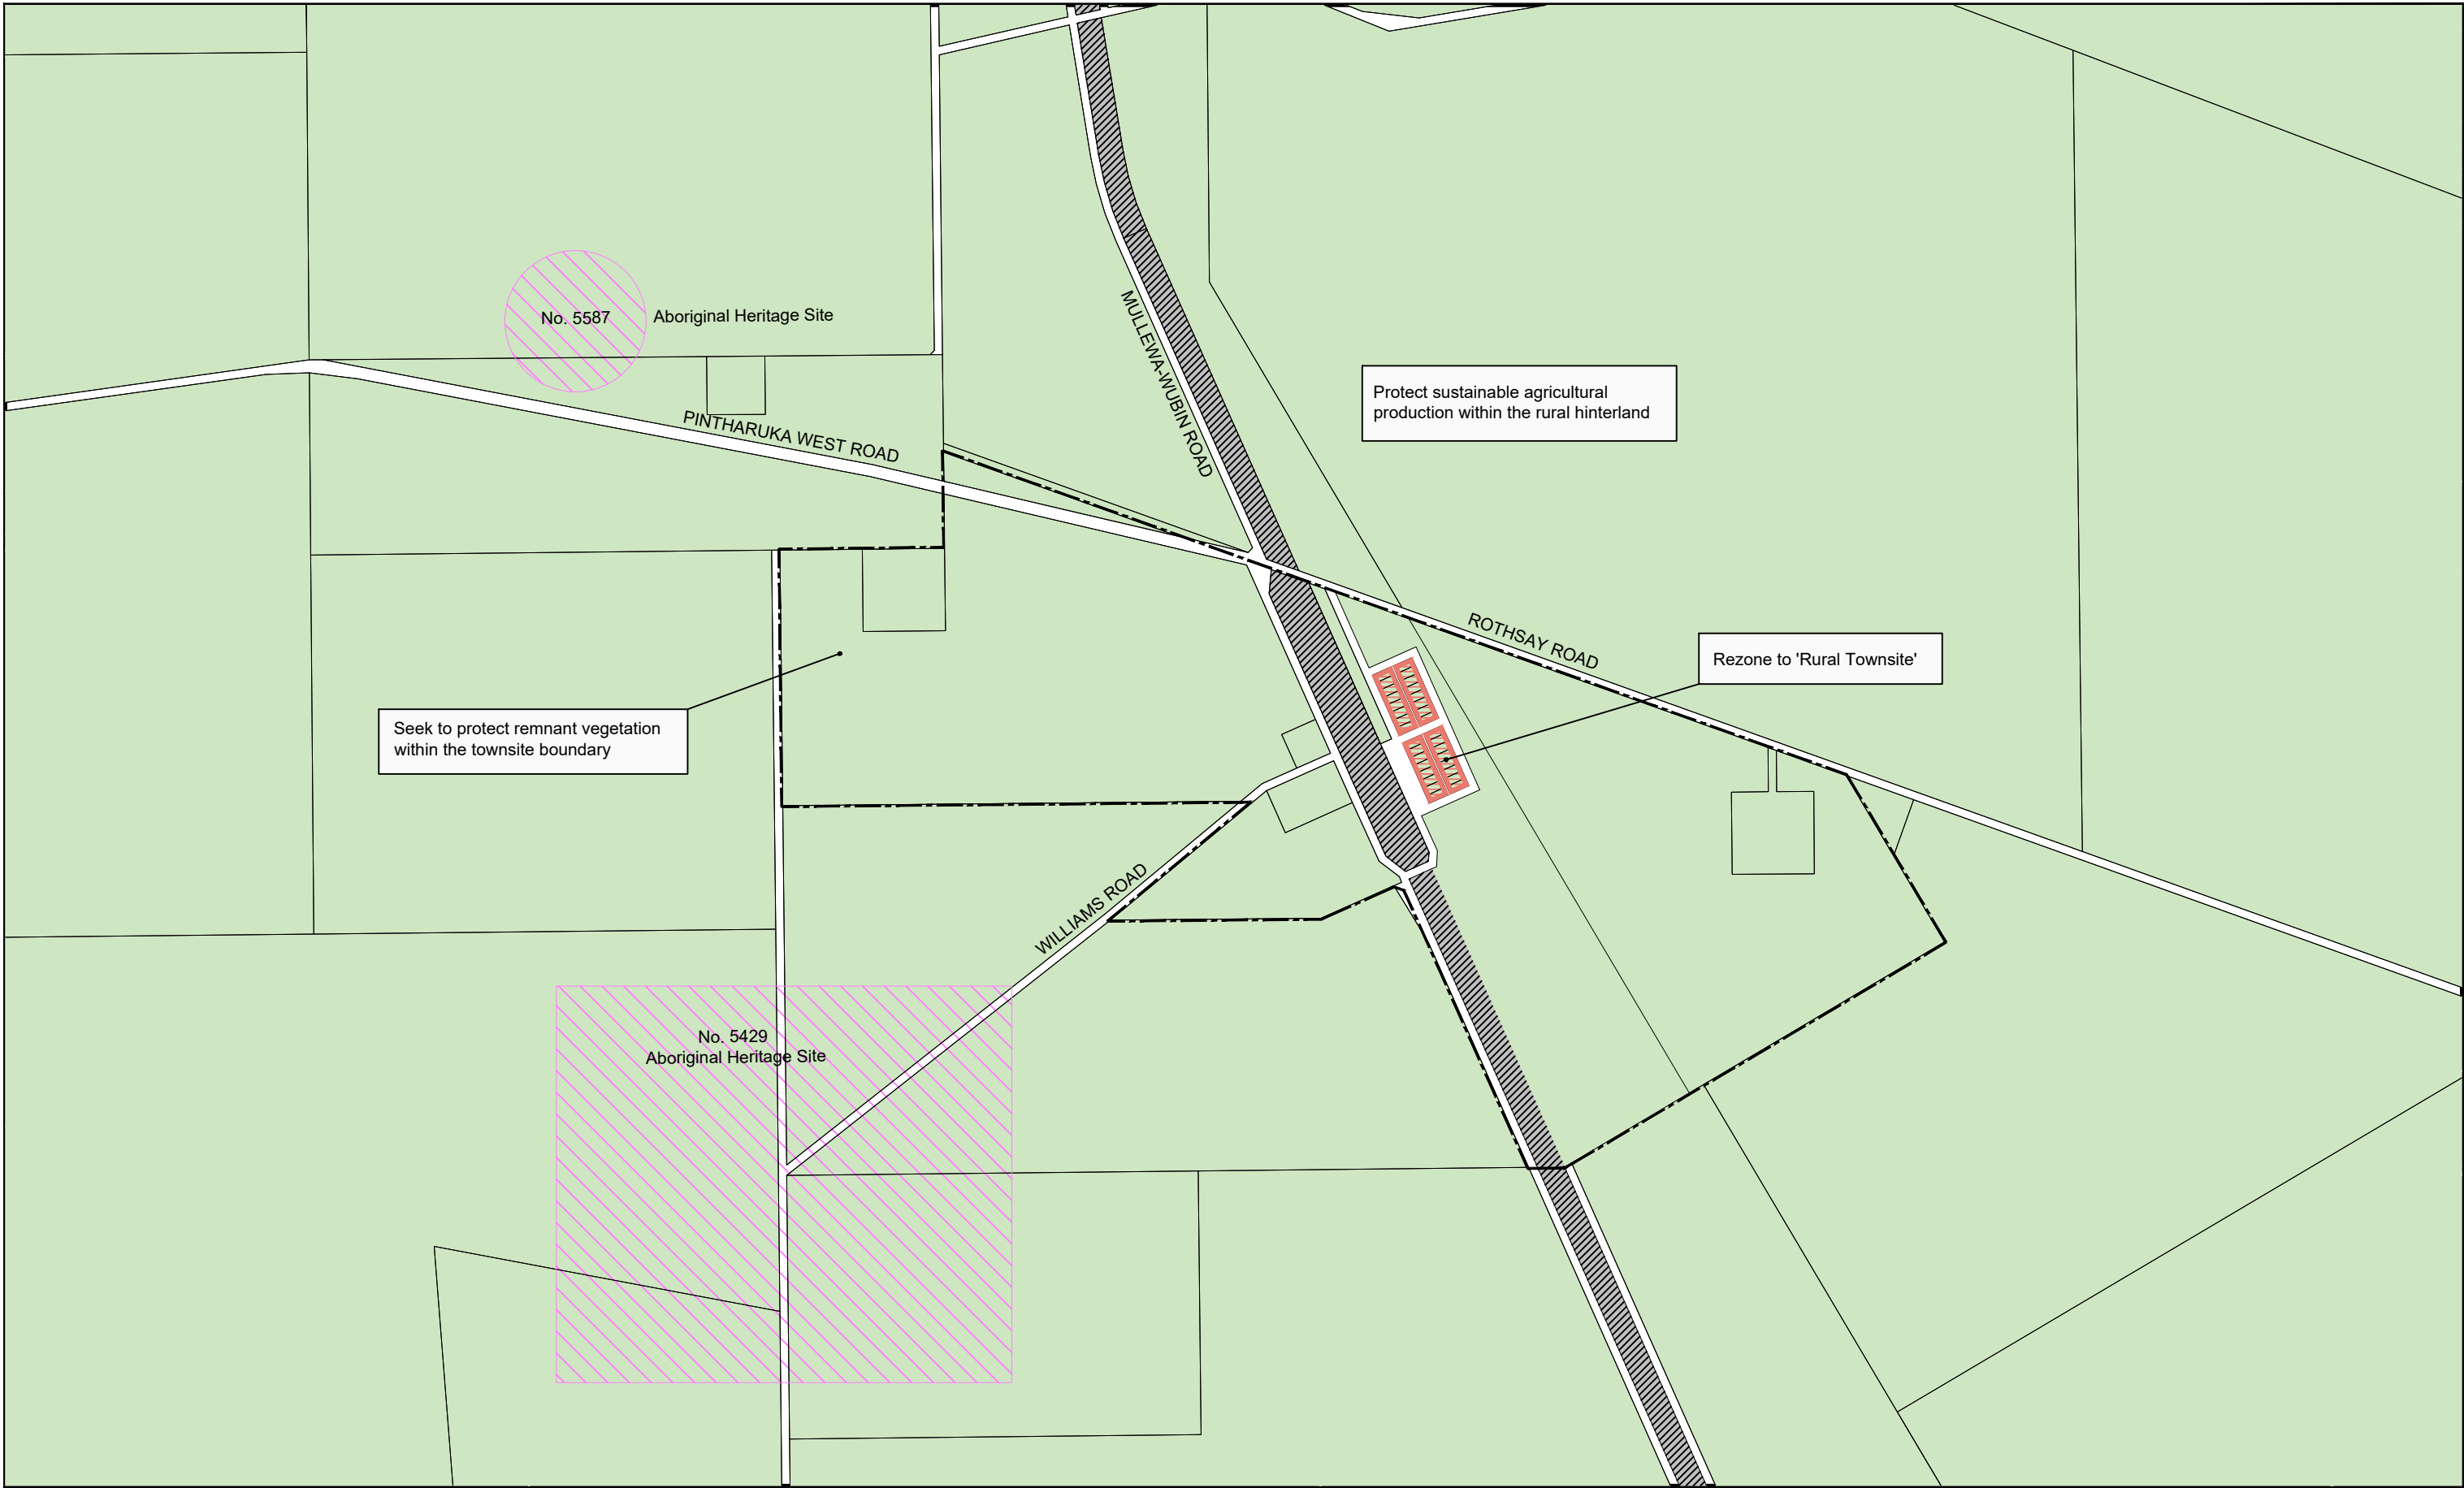 No. 5587
Aboriginal Heritage Site
MULLEWA-WUBIN ROAD
Protect sustainable agricultural
production within the rural hinterland
PINTHARUKA WEST ROAD
ROTHSAY ROAD
Rezone to 'Rural Townsite'
Seek to protect remnant vegetation
within the townsite boundary
WILLIAMS ROAD
No. 5429
Aboriginal Heritage Site